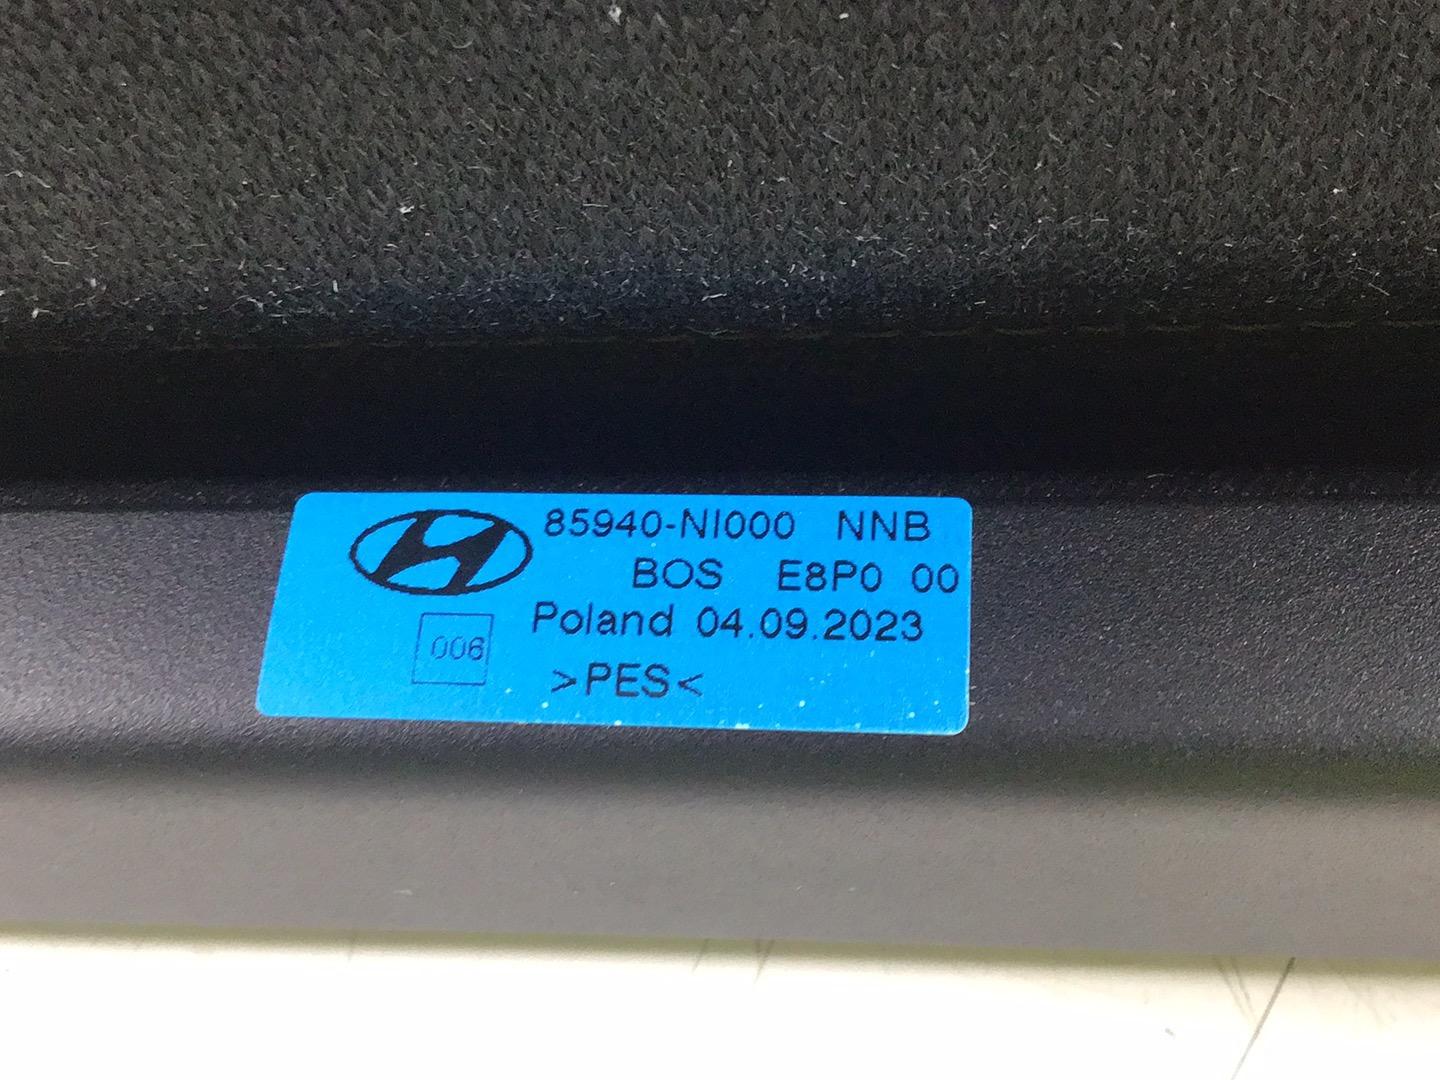 85940-NI000 NNB
BOS E8P0 00
Poland 04.09.2023
006
>PES<